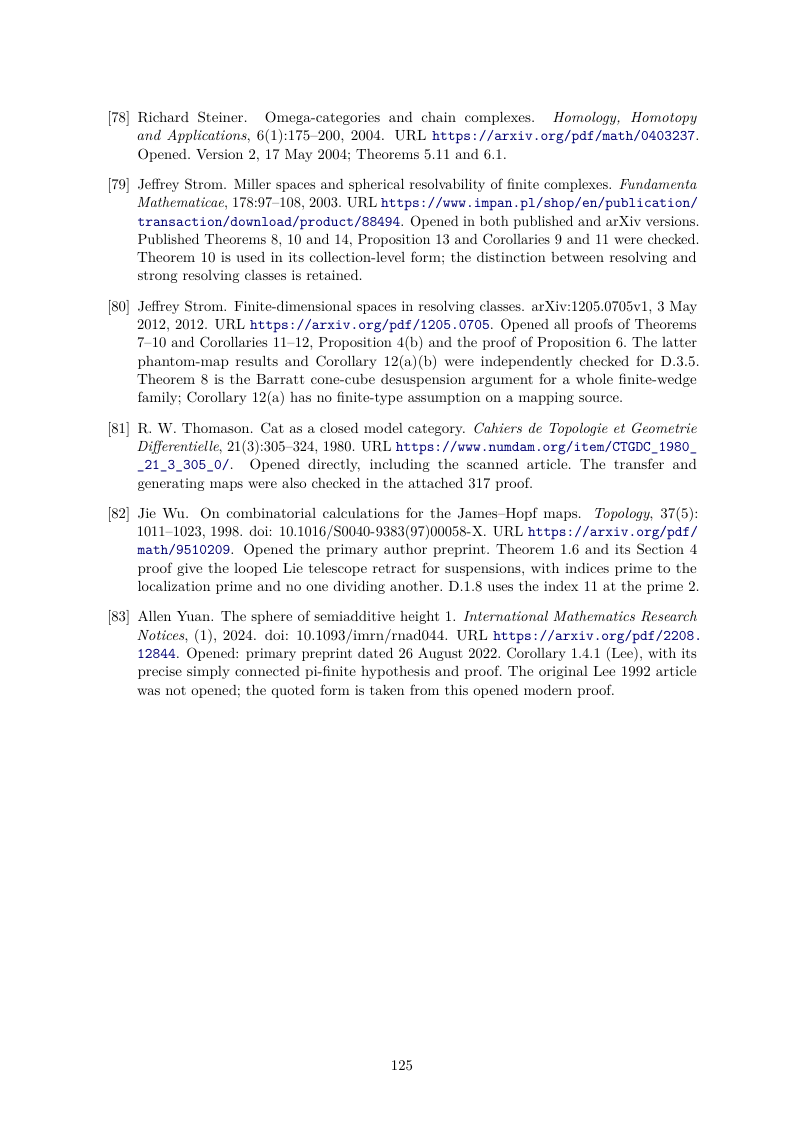 [78] Richard Steiner. Omega-categories and chain complexes. Homology, Homotopy
and Applications, 6(1):175–200, 2004. URL https://arxiv.org/pdf/math/0403237.
Opened. Version 2, 17 May 2004; Theorems 5.11 and 6.1.
[79] Jeffrey Strom. Miller spaces and spherical resolvability of finite complexes. Fundamenta
Mathematicae, 178:97–108, 2003. URL https://www.impan.pl/shop/en/publication/
transaction/download/product/88494. Opened in both published and arXiv versions.
Published Theorems 8, 10 and 14, Proposition 13 and Corollaries 9 and 11 were checked.
Theorem 10 is used in its collection-level form; the distinction between resolving and
strong resolving classes is retained.
[80] Jeffrey Strom. Finite-dimensional spaces in resolving classes. arXiv:1205.0705v1, 3 May
2012, 2012. URL https://arxiv.org/pdf/1205.0705. Opened all proofs of Theorems
7–10 and Corollaries 11–12, Proposition 4(b) and the proof of Proposition 6. The latter
phantom-map results and Corollary 12(a)(b) were independently checked for D.3.5.
Theorem 8 is the Barratt cone-cube desuspension argument for a whole finite-wedge
family; Corollary 12(a) has no finite-type assumption on a mapping source.
[81] R. W. Thomason. Cat as a closed model category. Cahiers de Topologie et Geometrie
Differentielle, 21(3):305–324, 1980. URL https://www.numdam.org/item/CTGDC_1980_
_21_3_305_0/. Opened directly, including the scanned article. The transfer and
generating maps were also checked in the attached 317 proof.
[82] Jie Wu. On combinatorial calculations for the James–Hopf maps. Topology, 37(5):
1011–1023, 1998. doi: 10.1016/S0040-9383(97)00058-X. URL https://arxiv.org/pdf/
math/9510209. Opened the primary author preprint. Theorem 1.6 and its Section 4
proof give the looped Lie telescope retract for suspensions, with indices prime to the
localization prime and no one dividing another. D.1.8 uses the index 11 at the prime 2.
[83] Allen Yuan. The sphere of semiadditive height 1. International Mathematics Research
Notices, (1), 2024. doi: 10.1093/imrn/rnad044. URL https://arxiv.org/pdf/2208.
12844. Opened: primary preprint dated 26 August 2022. Corollary 1.4.1 (Lee), with its
precise simply connected pi-finite hypothesis and proof. The original Lee 1992 article
was not opened; the quoted form is taken from this opened modern proof.
125